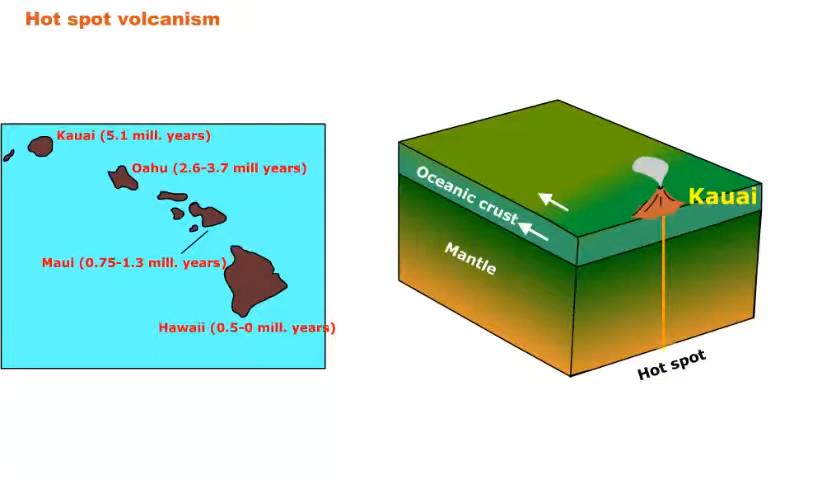 Hot spot volcanism
Kauai (5.1 mill. years)
Oahu (2.6-3.7 mill years)
Maui (0.75-1.3 mill. years)
Hawaii (0.5-0 mill. years)
Oceanic crust
Mantle
Kauai
Hot spot